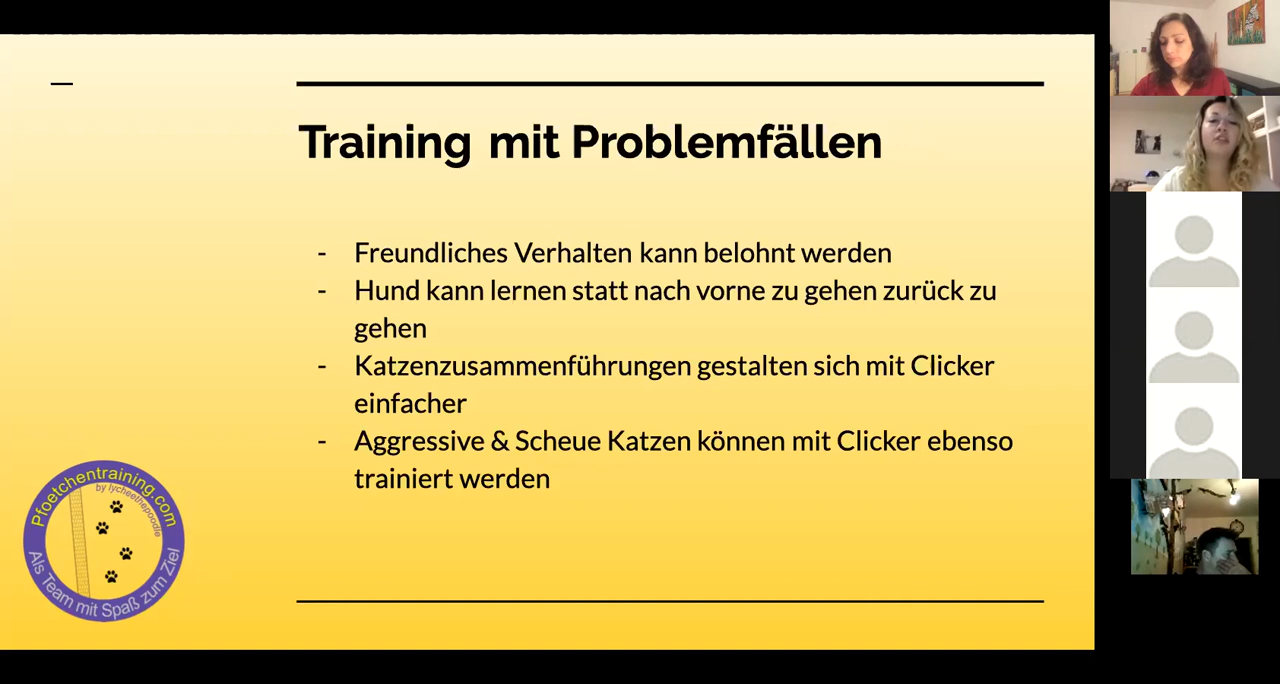 Training mit Problemfällen
- Freundliches Verhalten kann belohnt werden
- Hund kann lernen statt nach vorne zu gehen zurück zu
gehen
- Katzenzusammenführungen gestalten sich mit Clicker
einfacher
- Aggressive & Scheue Katzen können mit Clicker ebenso
trainiert werden
Pfoetchentraining.com
by lycheethepoodle
Als Team mit Spaß zum Ziel